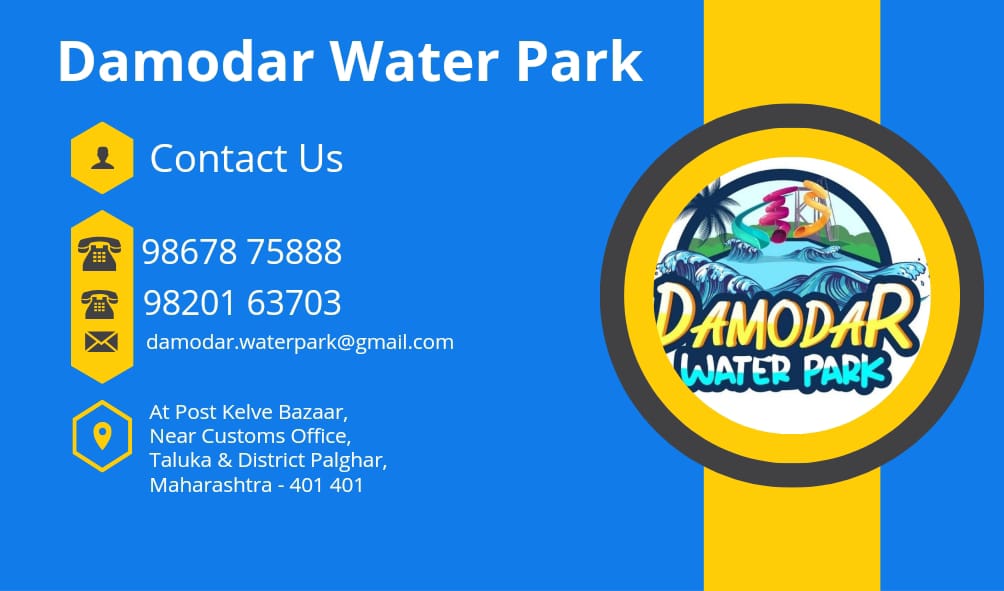 Damodar Water Park
Contact Us
98678 75888
98201 63703
damodar.waterpark@gmail.com
At Post Kelve Bazaar,
Near Customs Office,
Taluka & District Palghar,
Maharashtra - 401 401
DAMODAR
WATER PARK